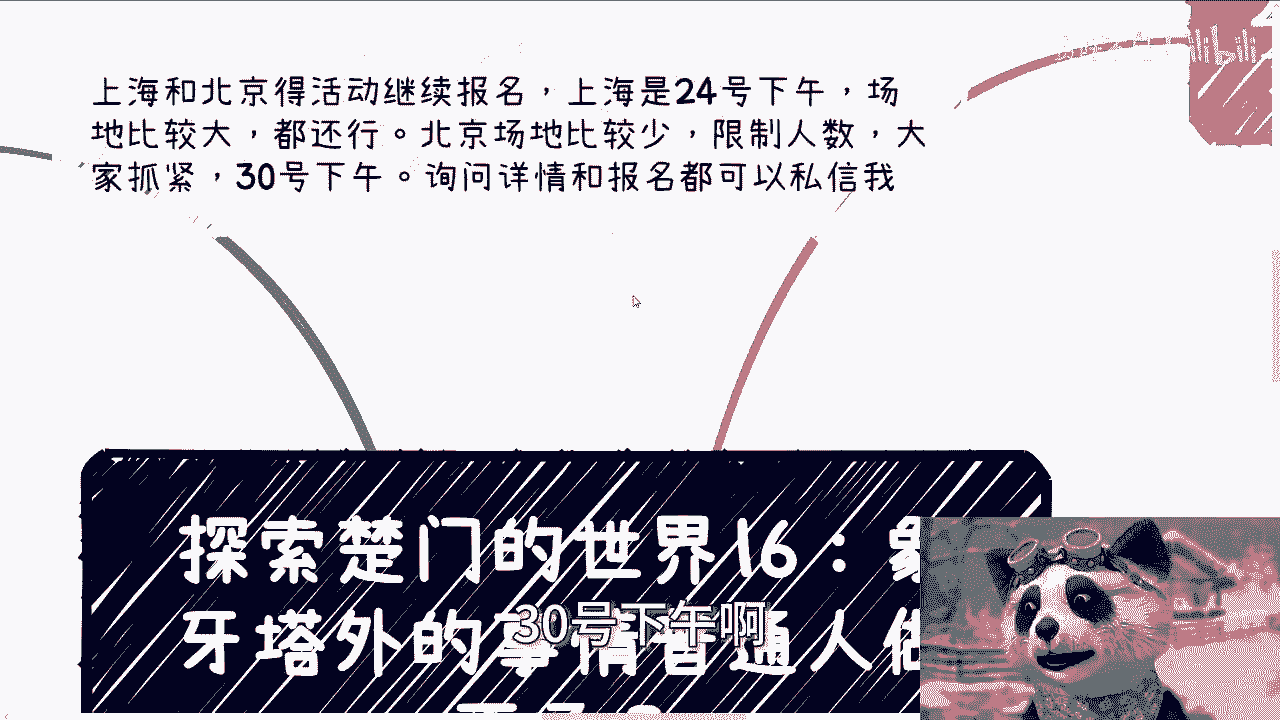 上海和北京得活动继续报名，上海是24号下午，场
地比较大，都还行。北京场地比较少，限制人数，大
家抓紧，30号下午。询问详情和报名都可以私信我
探索楚门的世界16：象
牙塔外的事情普通人做
30号下午啊